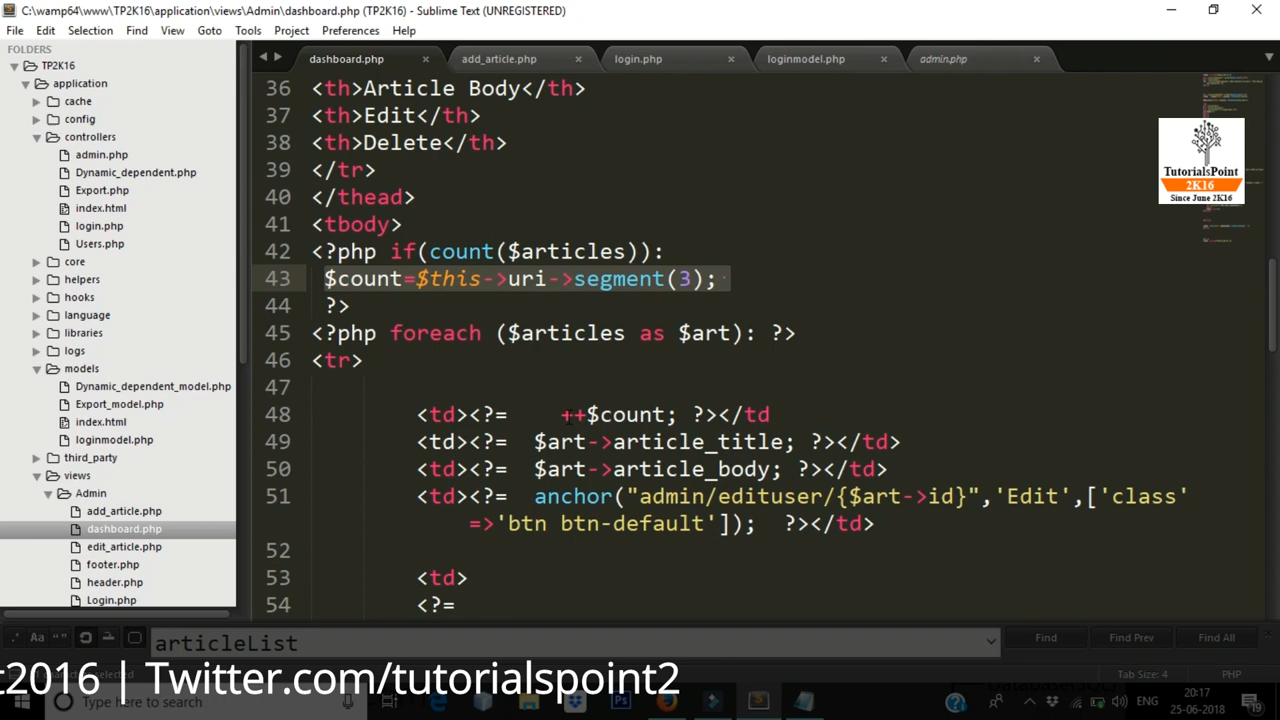 C:\wamp64\www\TP2K16\application\views\Admin\dashboard.php (TP2K16) - Sublime Text (UNREGISTERED)
File Edit Selection Find View Goto Tools Project Preferences Help
FOLDERS
TP2K16
application
cache
config
controllers
admin.php
Dynamic_dependent.php
Export.php
index.html
login.php
Users.php
core
helpers
hooks
language
libraries
logs
models
Dynamic_dependent_model.php
Export_model.php
index.html
loginmodel.php
third_party
views
Admin
add_article.php
dashboard.php
edit_article.php
footer.php
header.php
Login.php
dashboard.php add_article.php login.php loginmodel.php admin.php
36 <th>Article Body</th>
37 <th>Edit</th>
38 <th>Delete</th>
39 </tr>
40 </thead>
41 <tbody>
42 <?php if(count($articles)):
43 $count=$this->uri->segment(3);
44 ?>
45 <?php foreach ($articles as $art): ?>
46 <tr>
47
48 <td><?= ++$count; ?></td
49 <td><?= $art->article_title; ?></td>
50 <td><?= $art->article_body; ?></td>
51 <td><?= anchor("admin/edituser/{$art->id}",'Edit',['class'
=>'btn btn-default']); ?></td>
52
53 <td>
54 <?=
TutorialsPoint
2K16
Since June 2K16
.* Aa “ ”
articleList
Find Find Prev Find All
Tab Size: 4 PHP
t2016 | Twitter.com/tutorialspoint2
Type here to search
ENG
20:17
25-06-2018
19